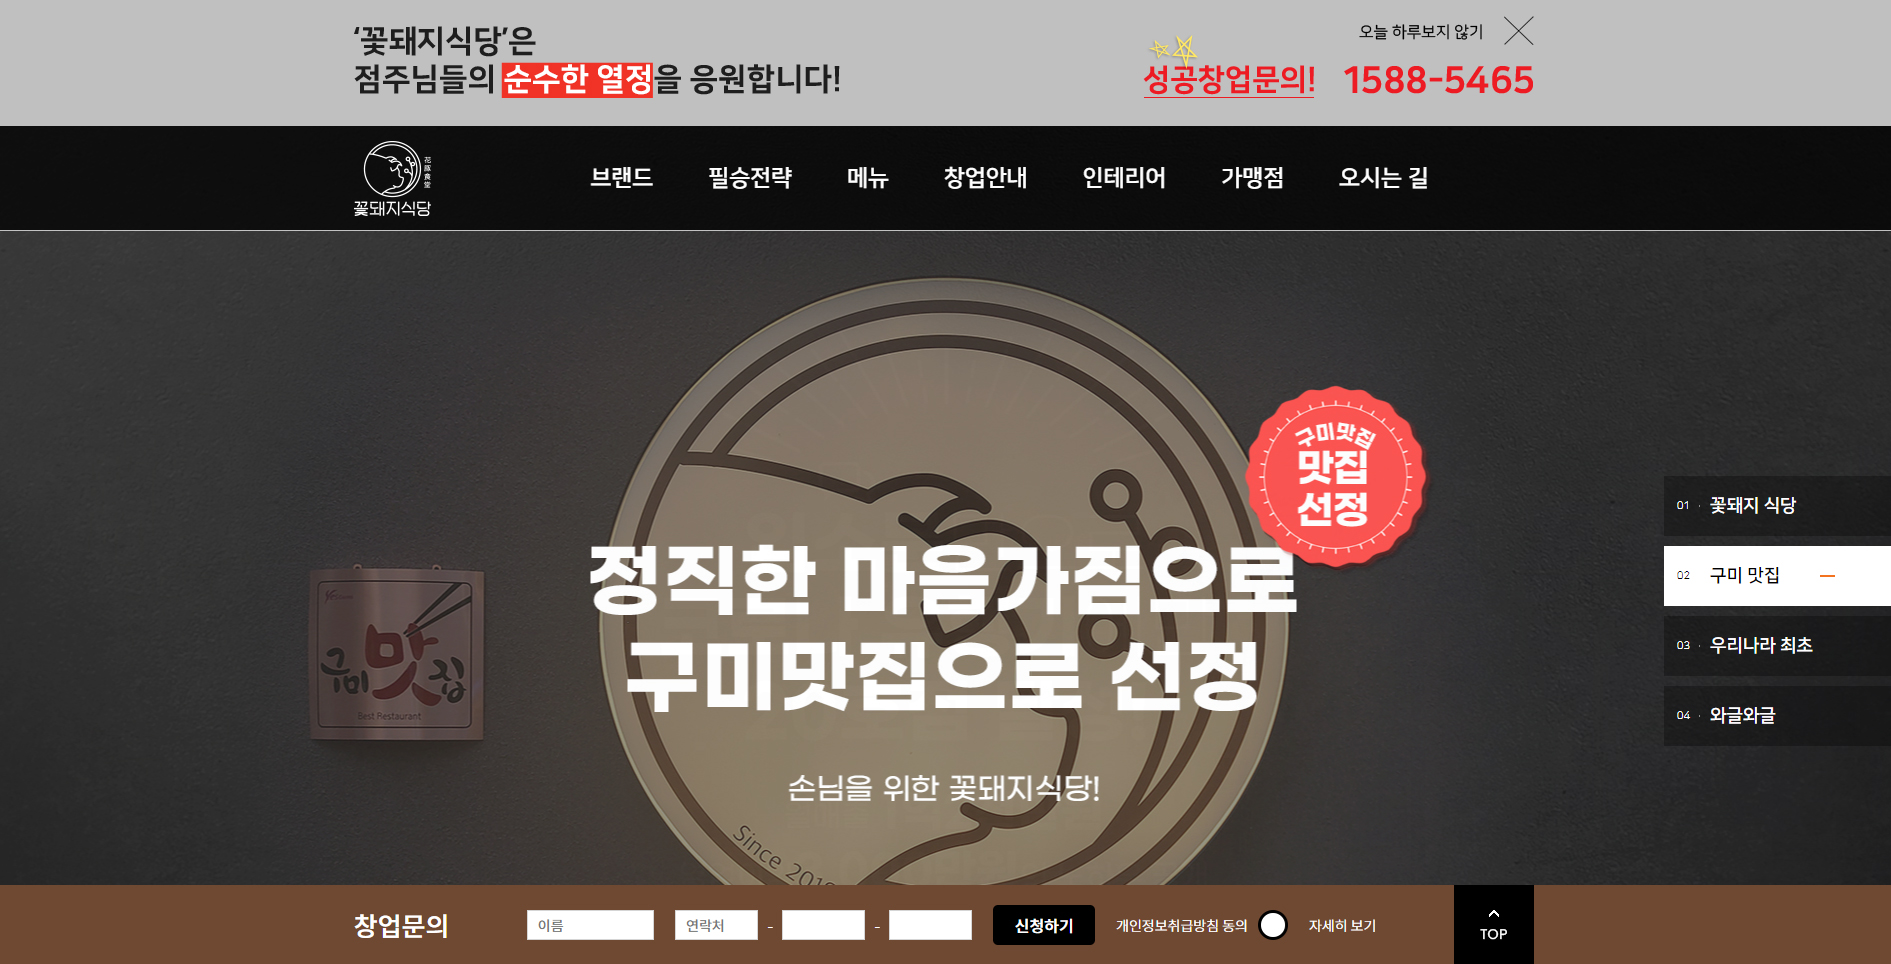 ‘꽃돼지식당’은
점주님들의 순수한 열정을 응원합니다!
성공창업문의! 1588-5465
오늘 하루보지 않기
花豚食堂
꽃돼지식당
브랜드 필승전략 메뉴 창업안내 인테리어 가맹점 오시는 길
구미맛집
맛집
선정
정직한 마음가짐으로
구미맛집으로 선정
손님을 위한 꽃돼지식당!
구미맛집
Best Restaurant
01 · 꽃돼지 식당
02 구미 맛집
03 · 우리나라 최초
04 · 와글와글
창업문의 이름 연락처 - - 신청하기 개인정보취급방침 동의 자세히 보기
TOP